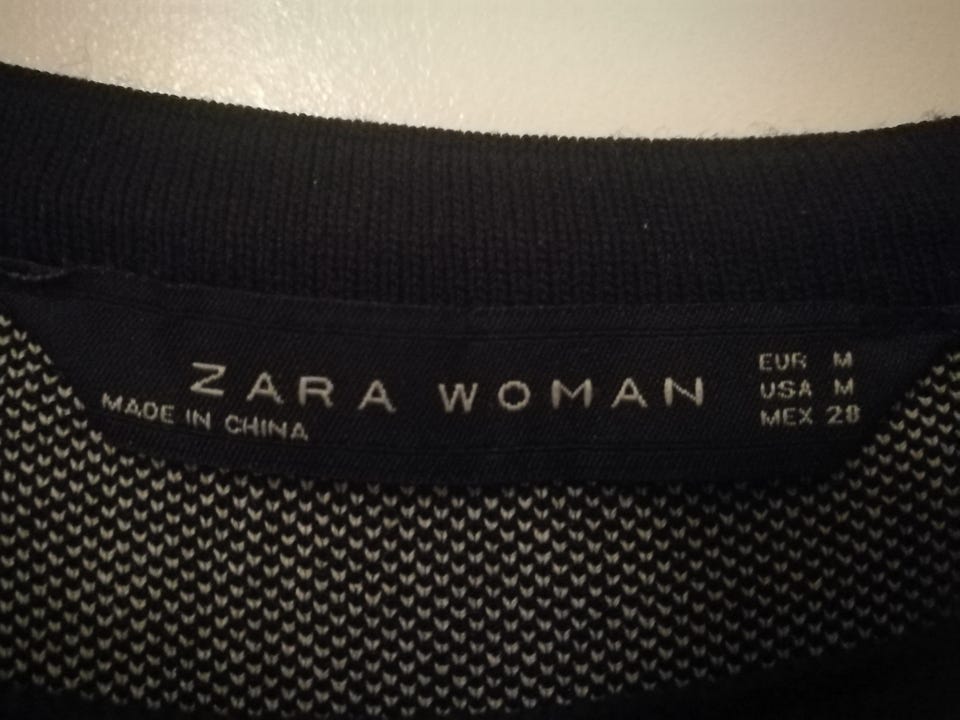 ZARA WOMAN
MADE IN CHINA
EUR M
USA M
MEX 28